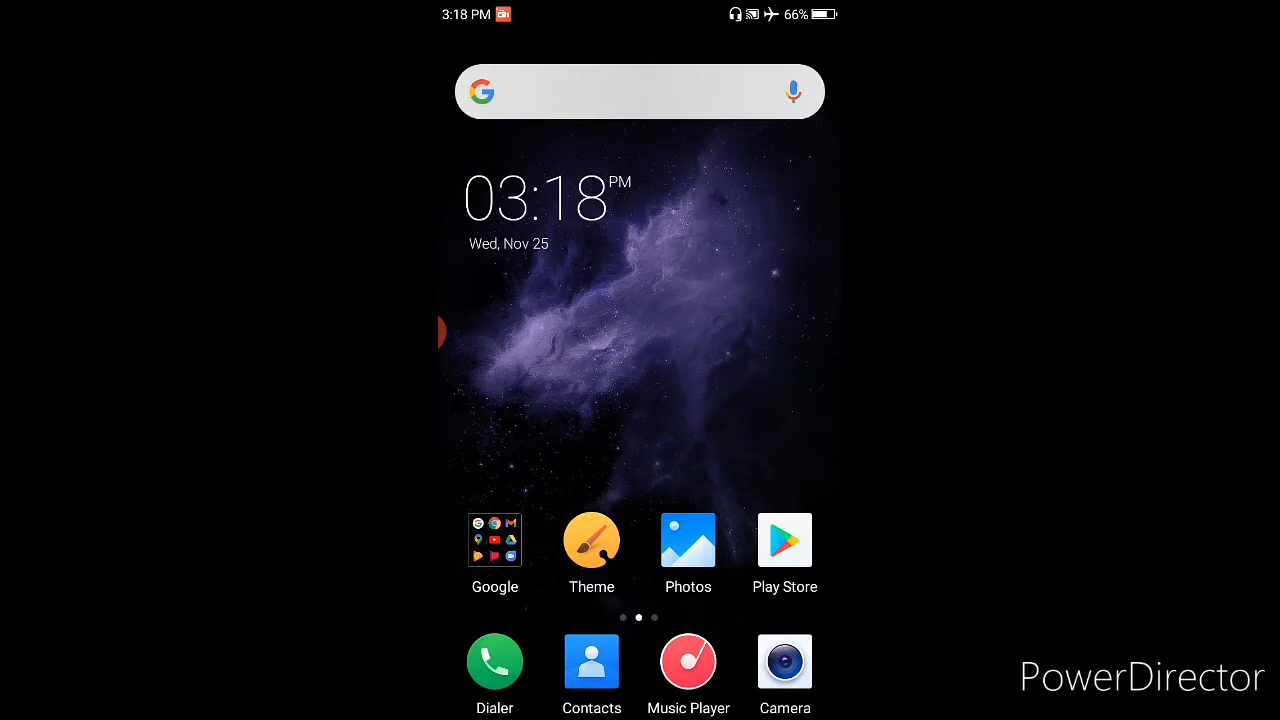 3:18 PM 66%
03:18 PM
Wed, Nov 25
Google Theme Photos Play Store
Dialer Contacts Music Player Camera
PowerDirector